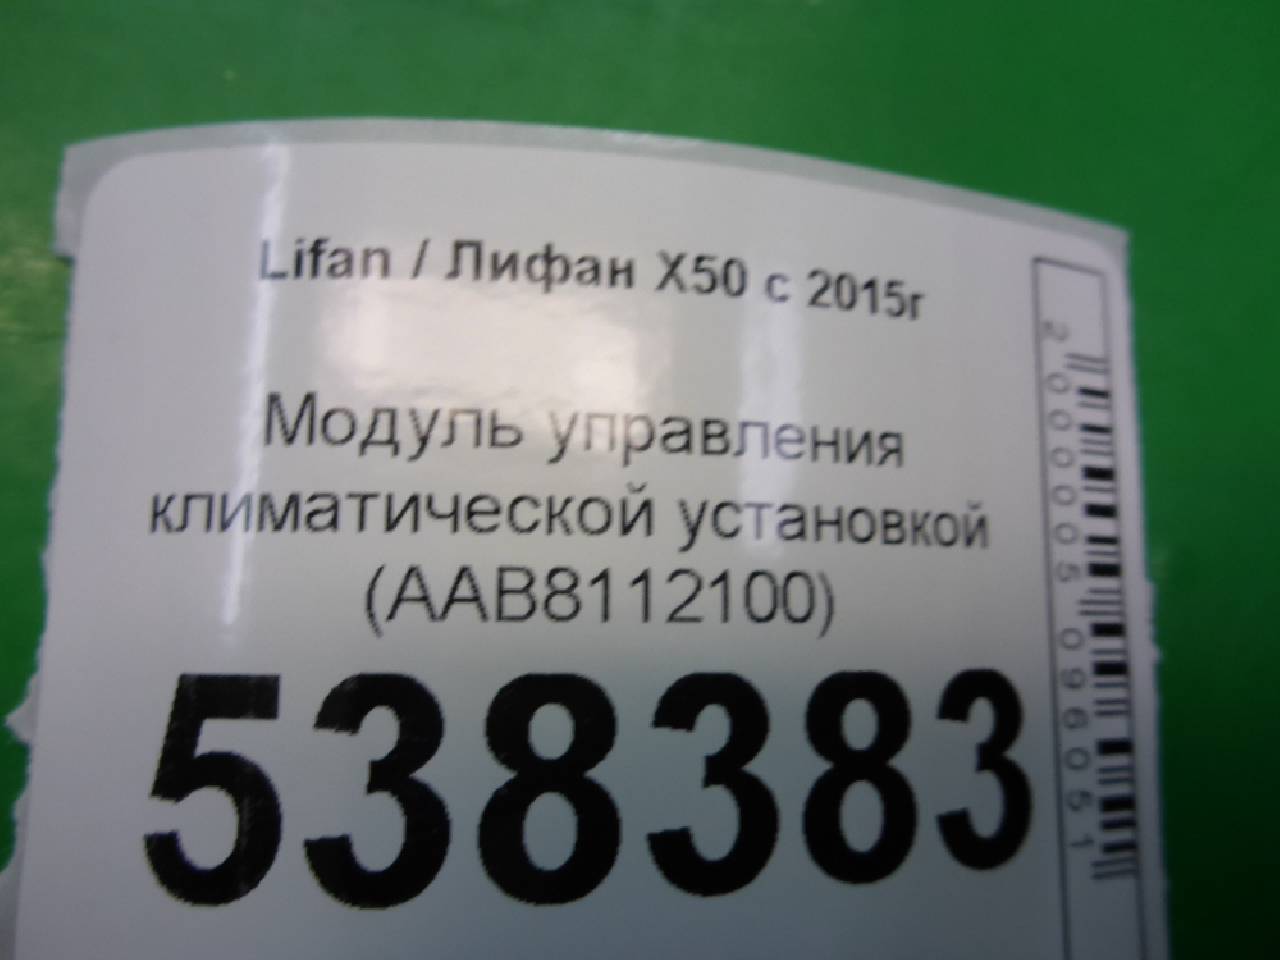 Lifan / Лифан X50 с 2015г
Модуль управления
климатической установкой
(AAB8112100)
538383
2000005096051